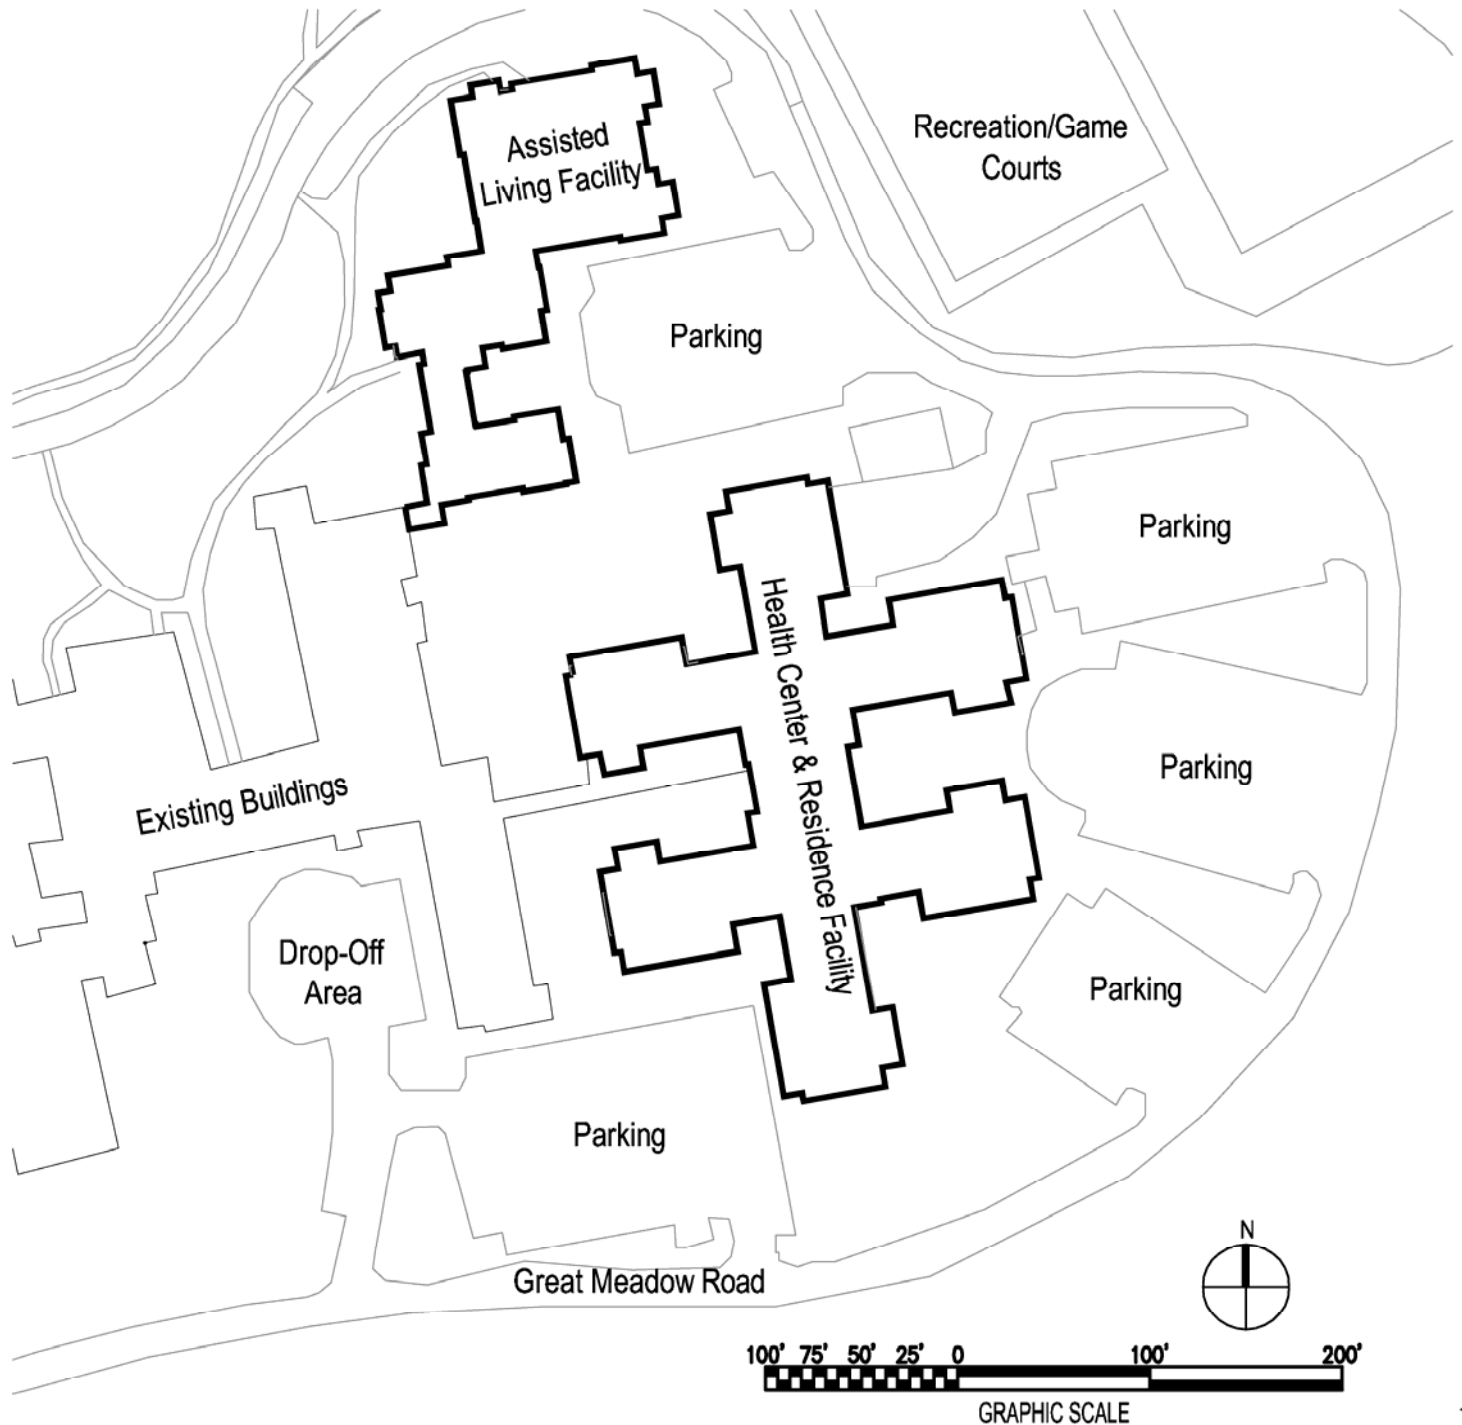 Assisted
Living Facility
Recreation/Game
Courts
Parking
Parking
Health Center & Residence Facility
Parking
Existing Buildings
Drop-Off
Area
Parking
Parking
Great Meadow Road
N
100' 75' 50' 25' 0 100' 200'
GRAPHIC SCALE